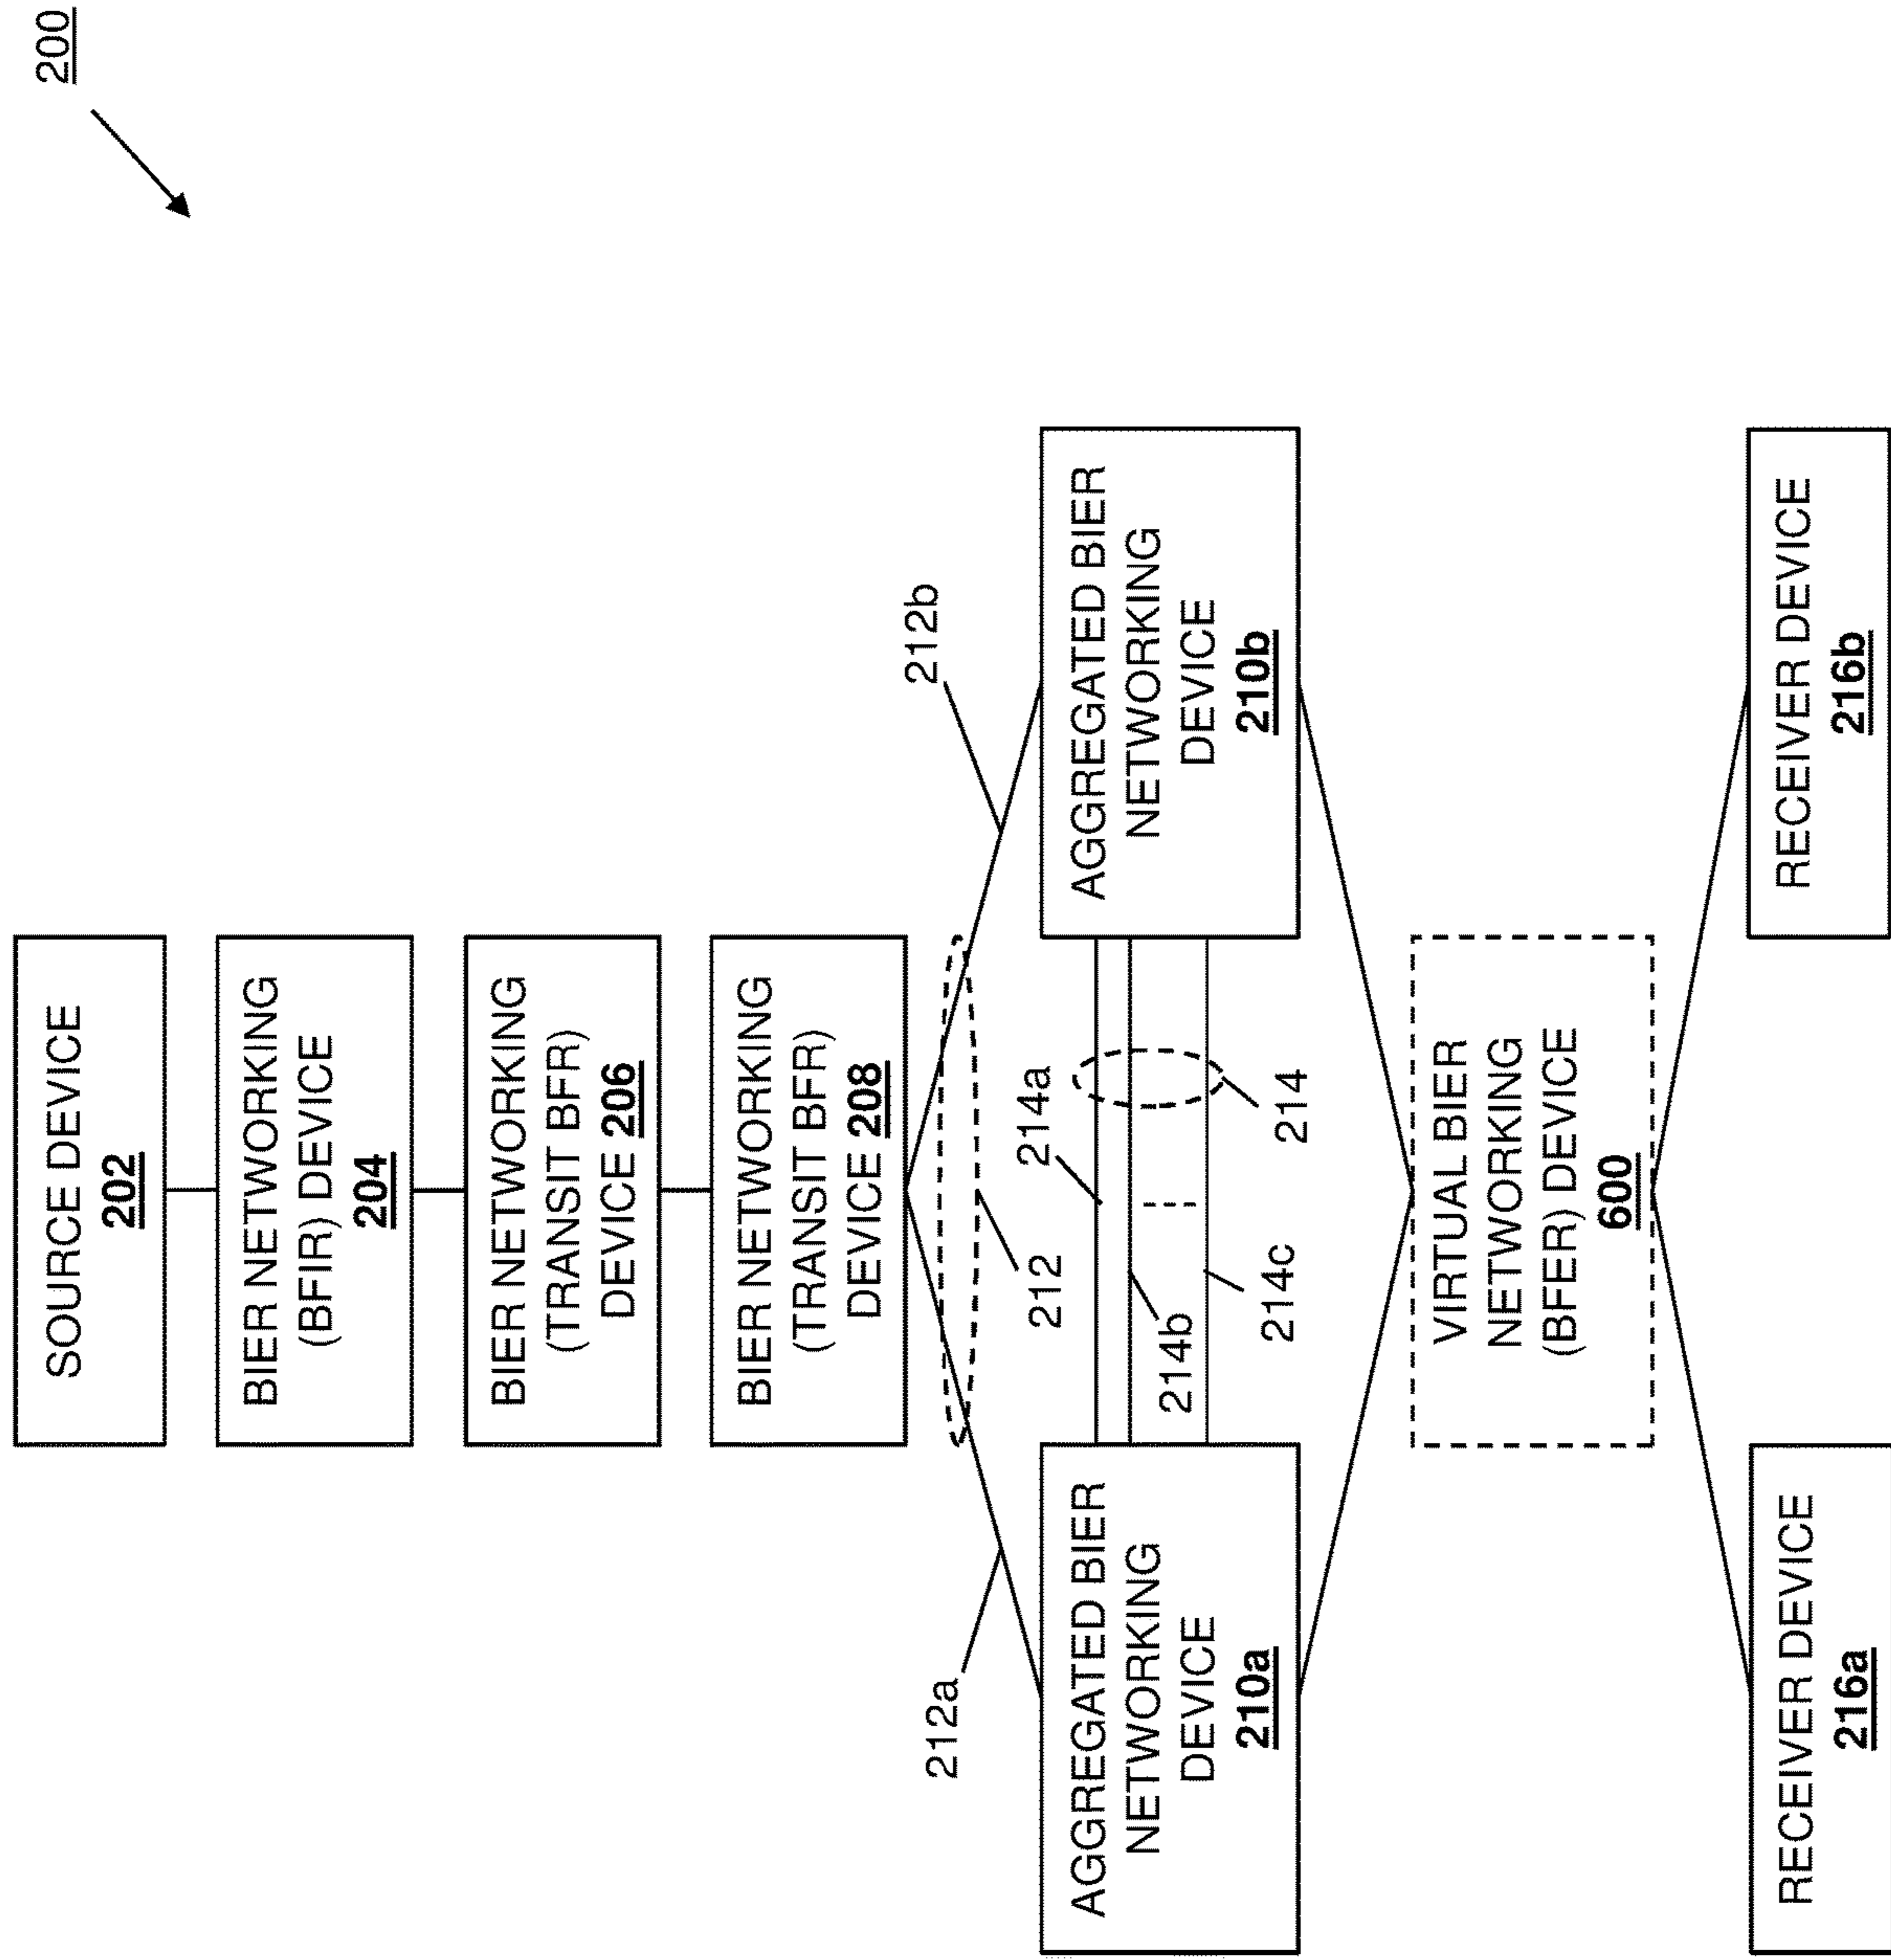 200
SOURCE DEVICE
202
BIER NETWORKING
(BFIR) DEVICE
204
BIER NETWORKING
(TRANSIT BFR)
DEVICE 206
BIER NETWORKING
(TRANSIT BFR)
DEVICE 208
212a
212b
212
AGGREGATED BIER
NETWORKING
DEVICE
210a
214a
214b
214c
214
AGGREGATED BIER
NETWORKING
DEVICE
210b
VIRTUAL BIER
NETWORKING
(BFER) DEVICE
600
RECEIVER DEVICE
216a
RECEIVER DEVICE
216b